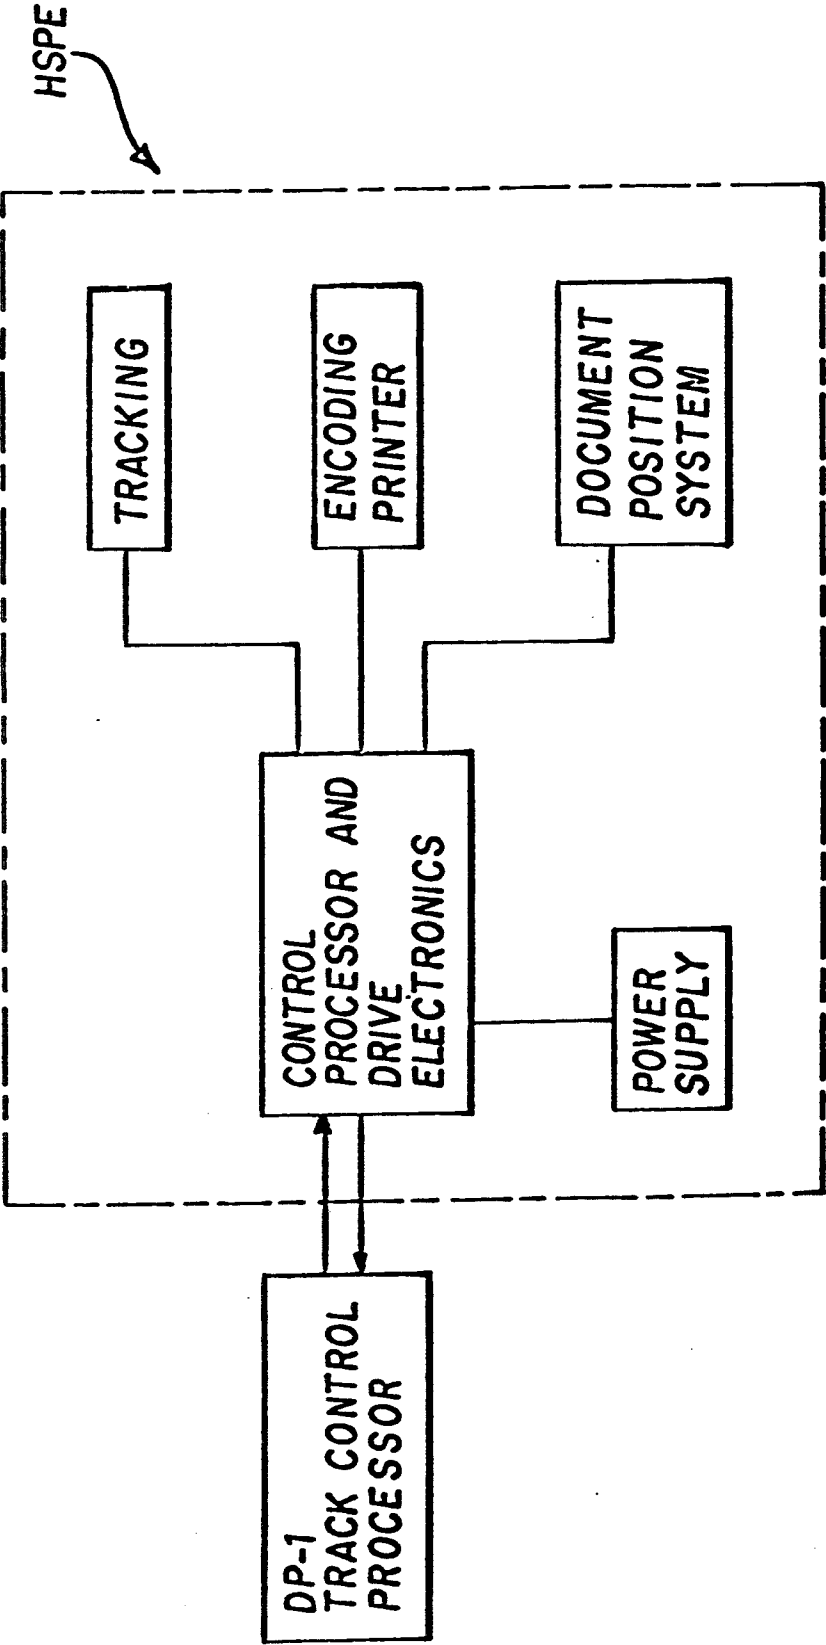 HSPE
TRACKING
ENCODING
PRINTER
DOCUMENT
POSITION
SYSTEM
CONTROL
PROCESSOR AND
DRIVE
ELECTRONICS
POWER
SUPPLY
DP-1
TRACK CONTROL
PROCESSOR